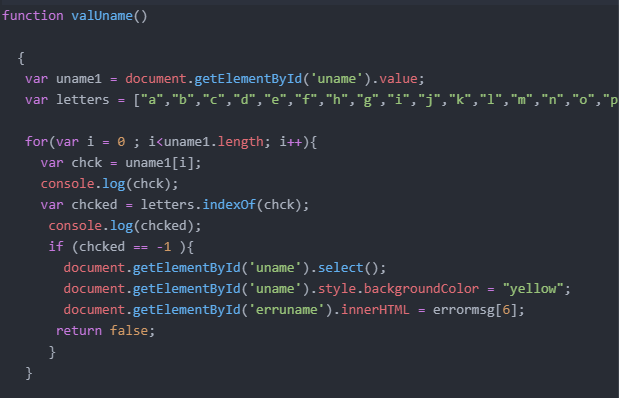 function valUname()
{
var uname1 = document.getElementById('uname').value;
var letters = ["a","b","c","d","e","f","h","g","i","j","k","l","m","n","o","p
for(var i = 0 ; i<uname1.length; i++){
var chck = uname1[i];
console.log(chck);
var chcked = letters.indexOf(chck);
console.log(chcked);
if (chcked == -1 ){
document.getElementById('uname').select();
document.getElementById('uname').style.backgroundColor = "yellow";
document.getElementById('erruname').innerHTML = errormsg[6];
return false;
}
}